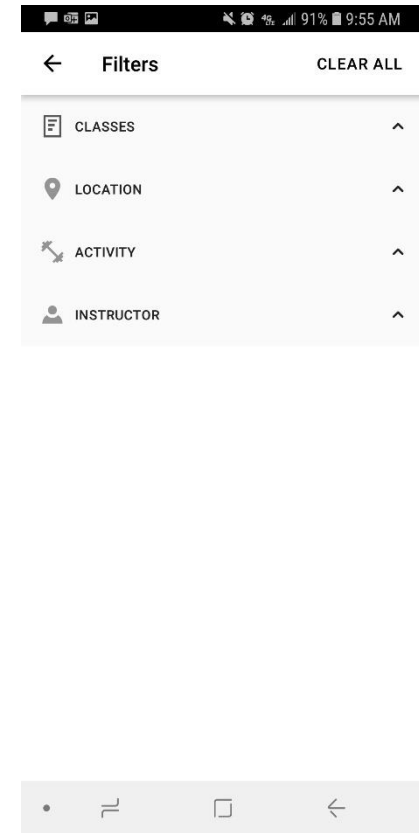 91% 9:55 AM
Filters CLEAR ALL
CLASSES
LOCATION
ACTIVITY
INSTRUCTOR